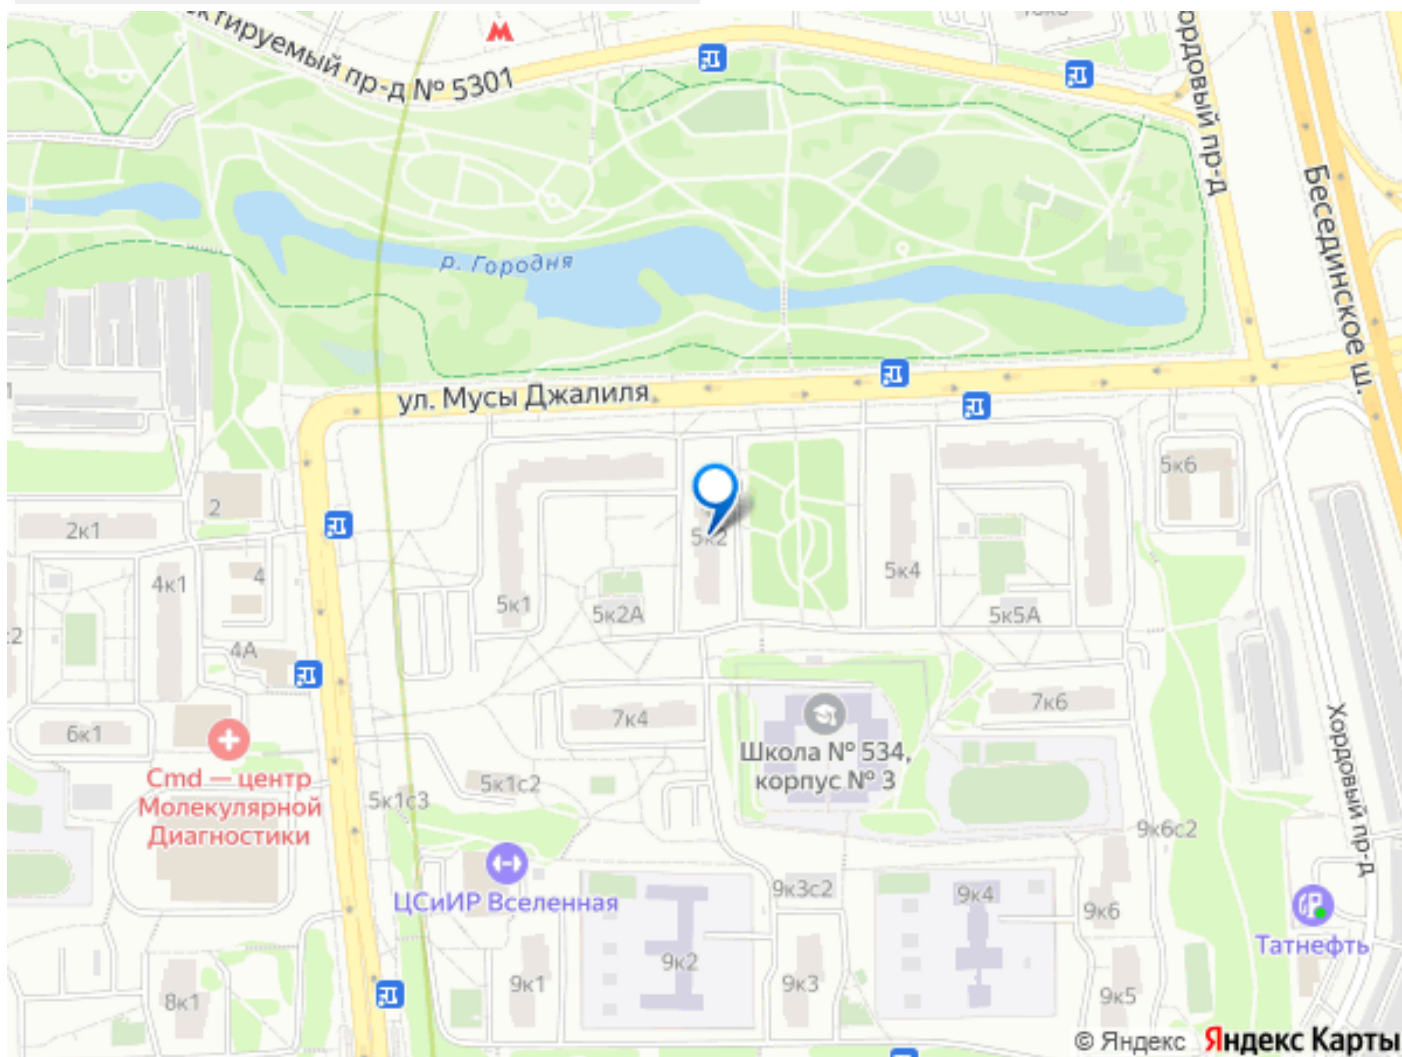 ктируемый пр-д № 5301
Хордовый пр-д
Бесединское ш.
р. Городня
ул. Мусы Джалиля
5к6
2
2к1
5к2
4к1
4
5к1
5к2А
5к4
5к5А
4А
7к4
7к6
6к1
Школа № 534,
корпус № 3
Cmd — центр
Молекулярной
Диагностики
5к1с3
5к1с2
Хордовый пр-д
9к6с2
ЦСиИР Вселенная
9к3с2
9к4
9к6
Татнефть
9к1
9к2
9к3
9к5
8к1
© Яндекс Яндекс Карты